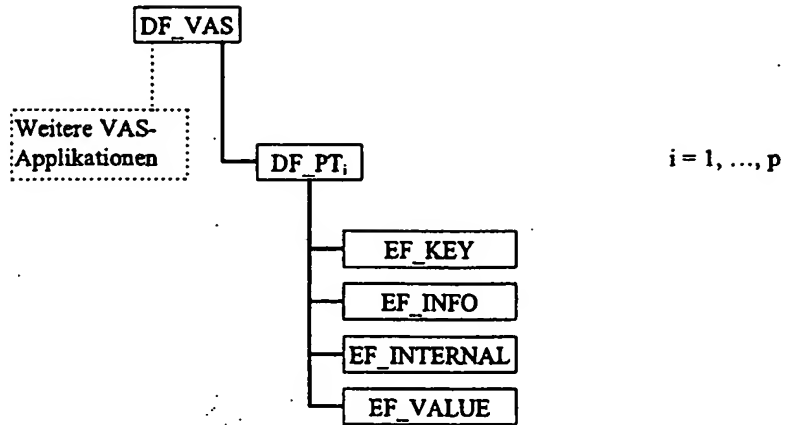 DF_VAS
Weitere VAS-
Applikationen
DF_PTi
i = 1, ..., p
EF_KEY
EF_INFO
EF_INTERNAL
EF_VALUE